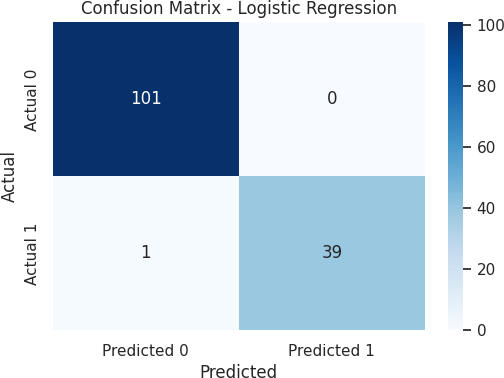 Confusion Matrix - Logistic Regression
Actual
Actual 0
Actual 1
101
0
1
39
Predicted 0
Predicted 1
Predicted
100
80
60
40
20
0